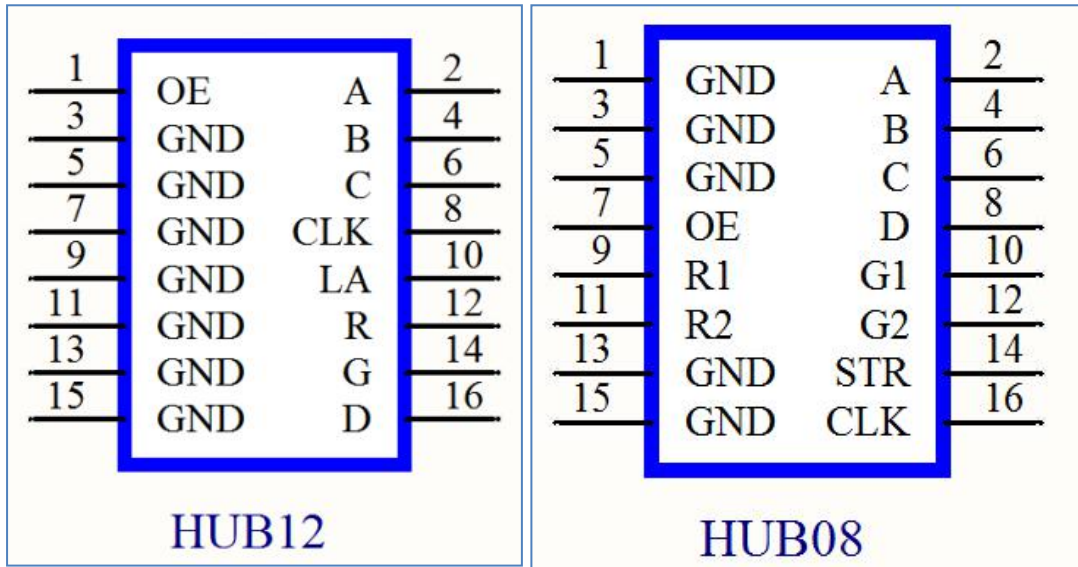 1 OE A 2
3 GND B 4
5 GND C 6
7 GND CLK 8
9 GND LA 10
11 GND R 12
13 GND G 14
15 GND D 16
HUB12
1 GND A 2
3 GND B 4
5 GND C 6
7 OE D 8
9 R1 G1 10
11 R2 G2 12
13 GND STR 14
15 GND CLK 16
HUB08